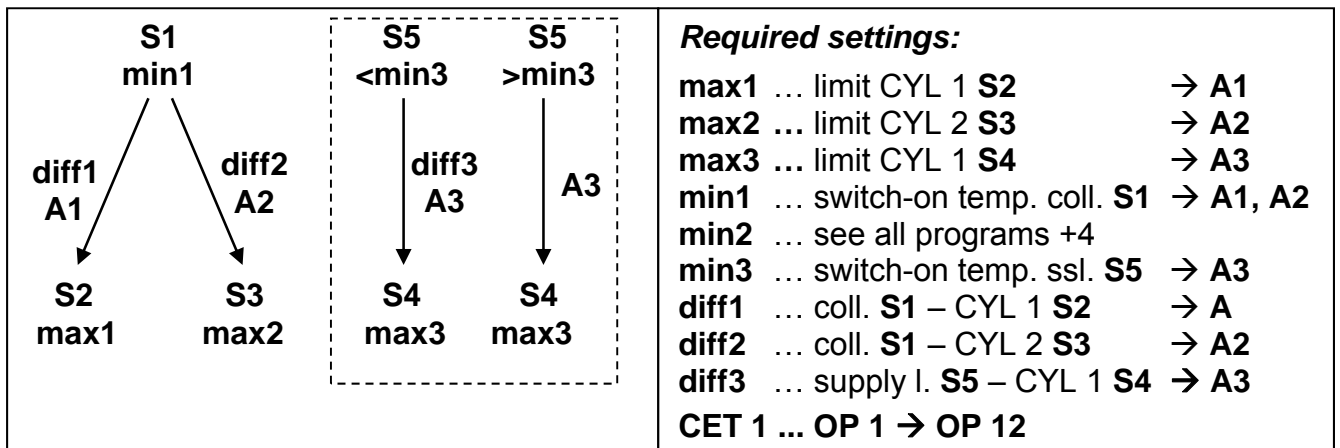 S1
min1
diff1
A1
diff2
A2
S2
max1
S3
max2
S5
<min3
S5
>min3
diff3
A3
A3
S4
max3
S4
max3
Required settings:
max1 … limit CYL 1 S2 → A1
max2 … limit CYL 2 S3 → A2
max3 … limit CYL 1 S4 → A3
min1 … switch-on temp. coll. S1 → A1, A2
min2 … see all programs +4
min3 … switch-on temp. ssl. S5 → A3
diff1 … coll. S1 – CYL 1 S2 → A
diff2 … coll. S1 – CYL 2 S3 → A2
diff3 … supply l. S5 – CYL 1 S4 → A3
CET 1 ... OP 1 → OP 12